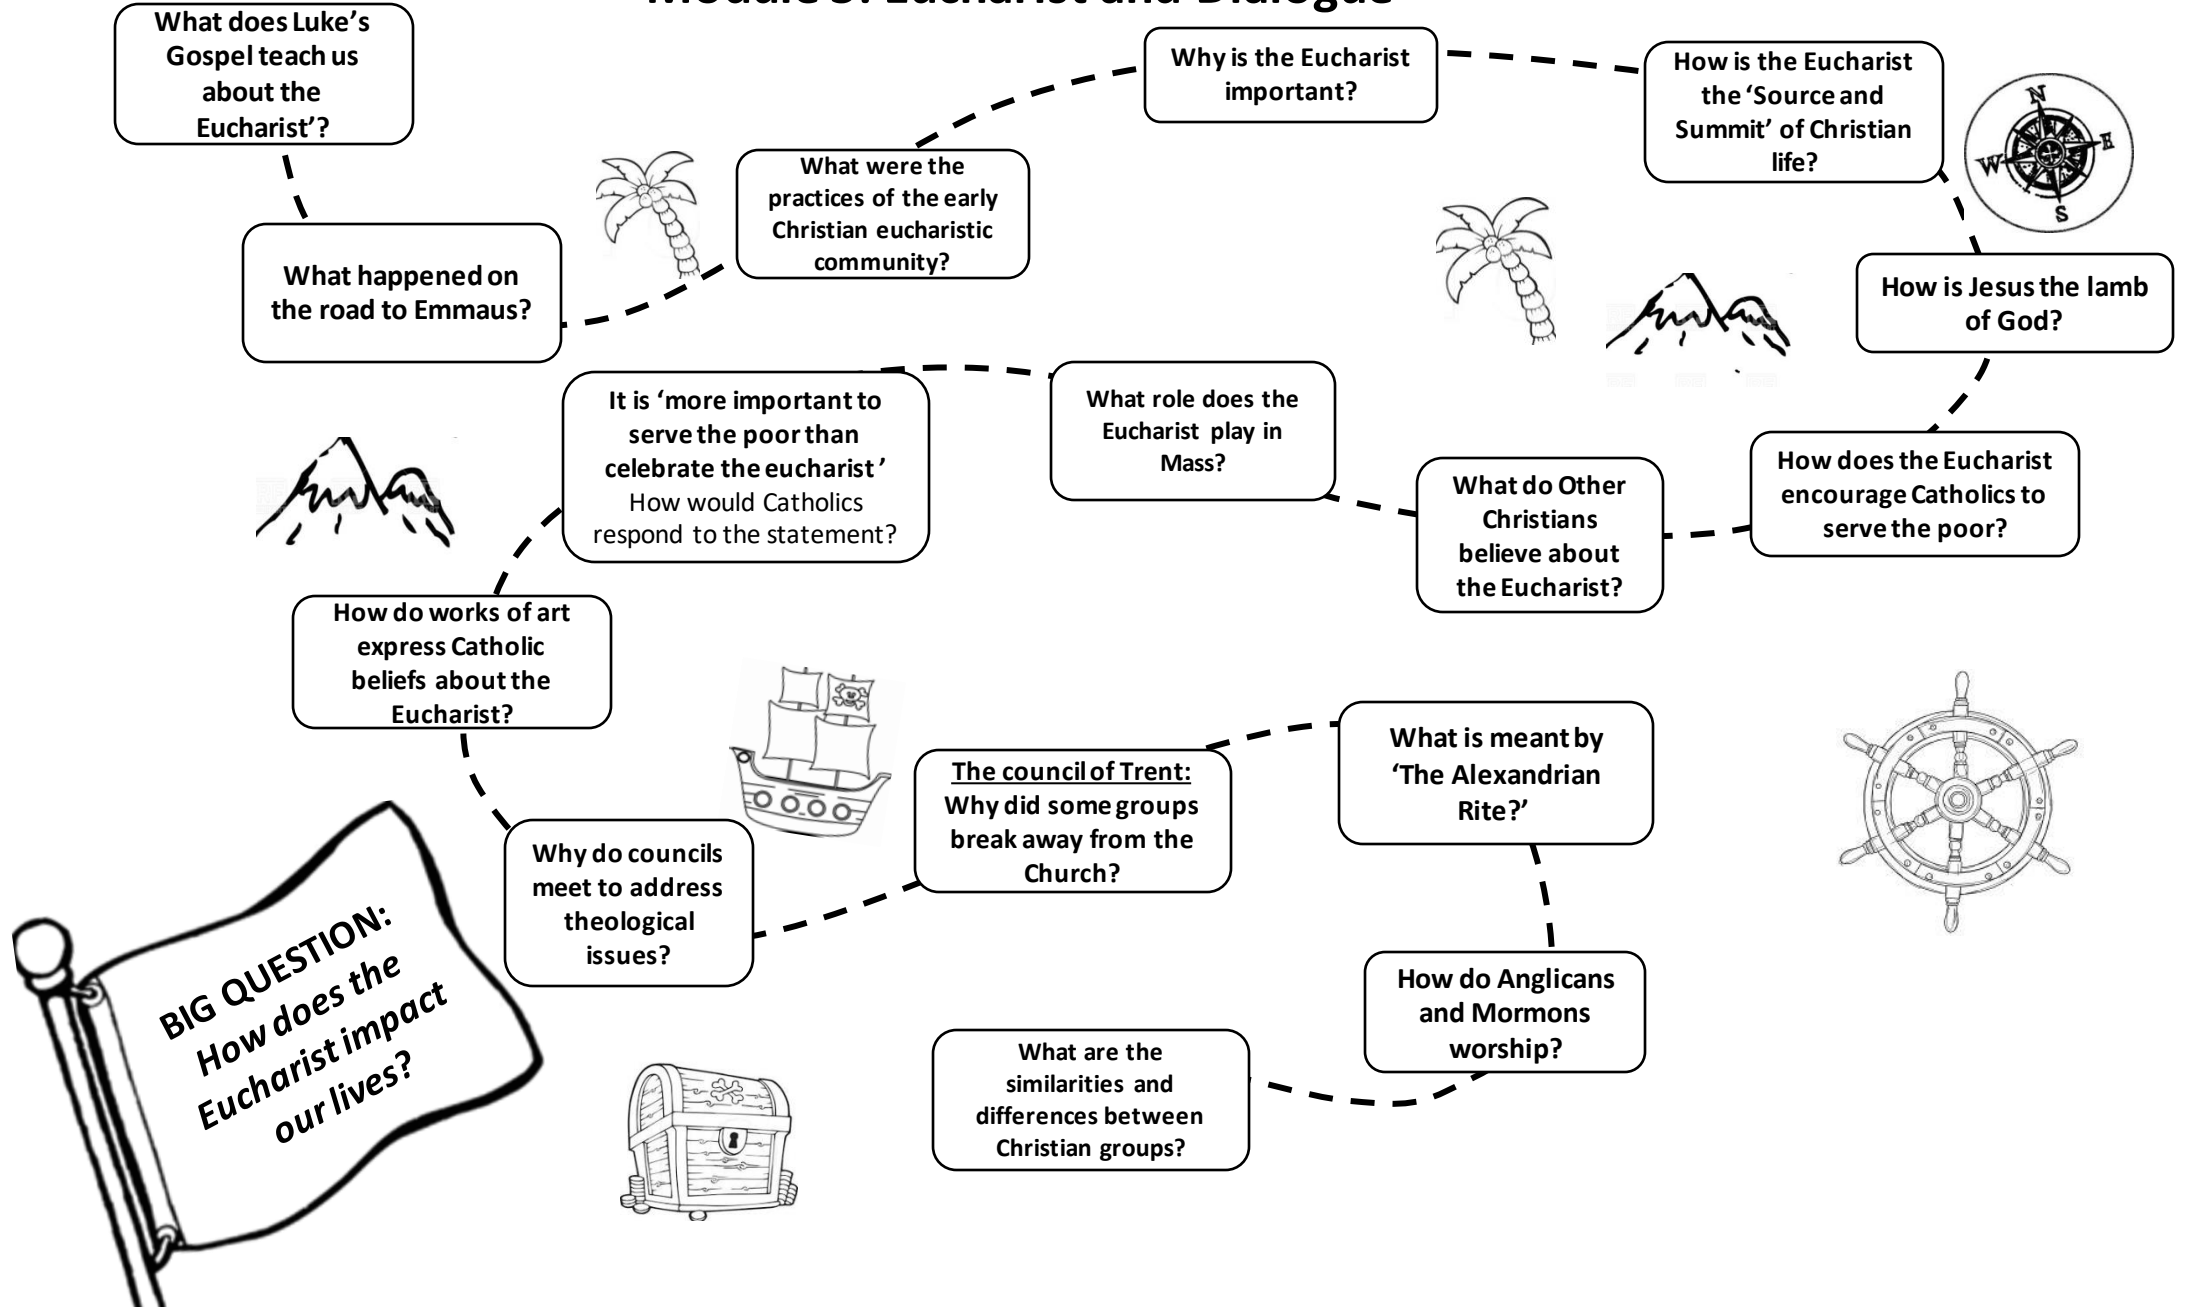 Eucharist and Dialogue
What does Luke’s
Gospel teach us
about the
Eucharist’?
What happened on
the road to Emmaus?
What were the
practices of the early
Christian eucharistic
community?
Why is the Eucharist
important?
How is the Eucharist
the ‘Source and
Summit’ of Christian
life?
N
E
S
W
How is Jesus the lamb
of God?
How does the Eucharist
encourage Catholics to
serve the poor?
What do Other
Christians
believe about
the Eucharist?
What role does the
Eucharist play in
Mass?
It is ‘more important to
serve the poor than
celebrate the eucharist ’
How would Catholics
respond to the statement?
How do works of art
express Catholic
beliefs about the
Eucharist?
Why do councils
meet to address
theological
issues?
The council of Trent:
Why did some groups
break away from the
Church?
What is meant by
‘The Alexandrian
Rite?’
How do Anglicans
and Mormons
worship?
What are the
similarities and
differences between
Christian groups?
BIG QUESTION:
How does the
Eucharist impact
our lives?